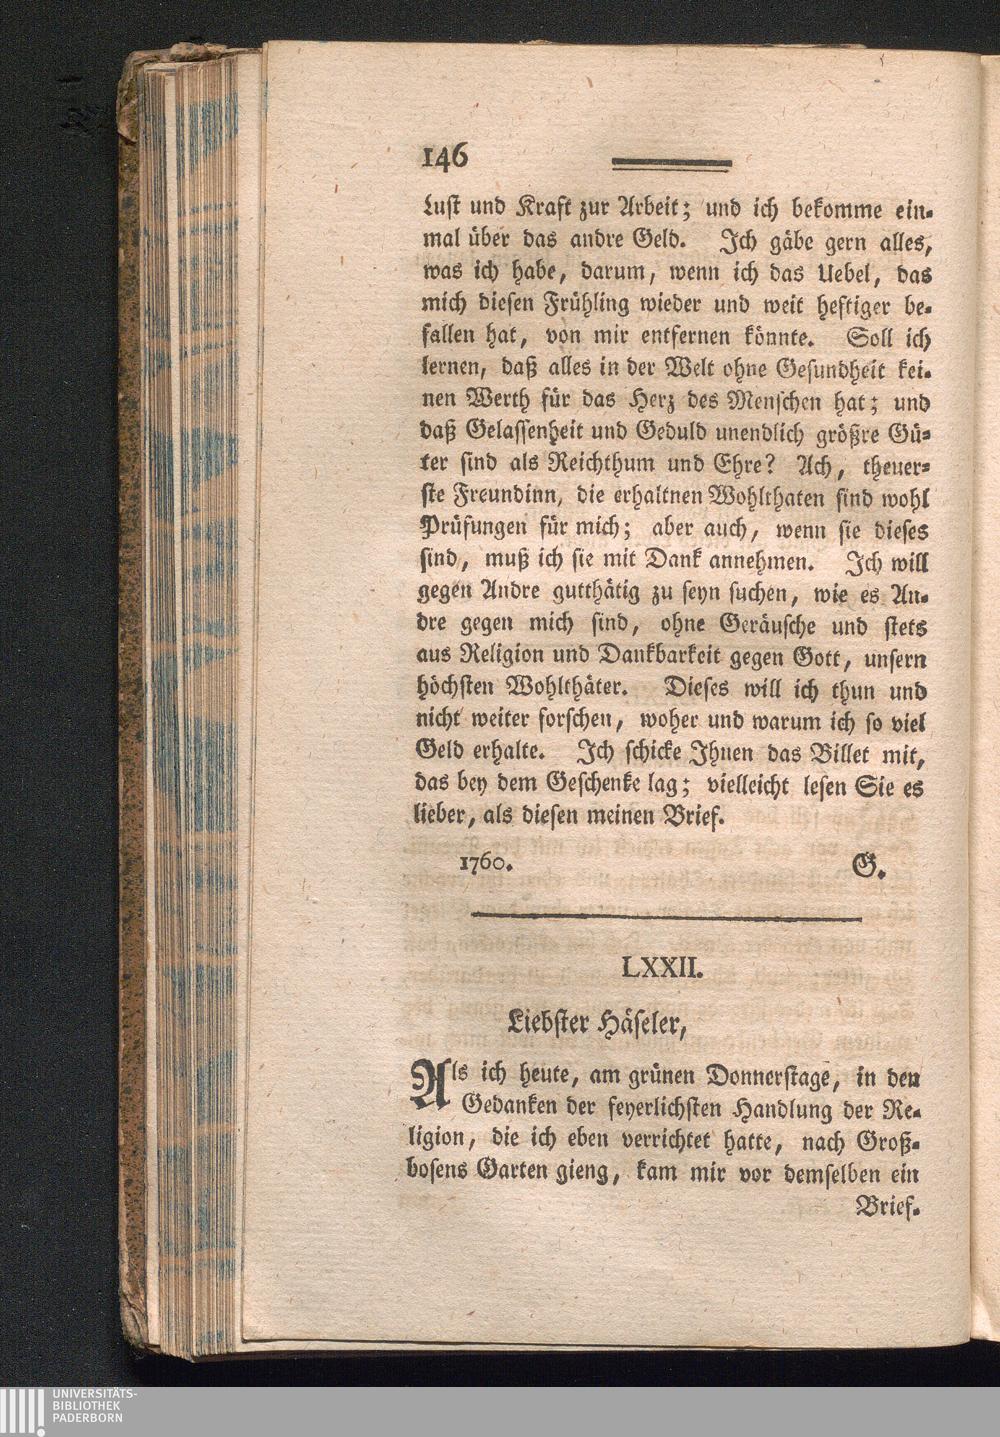 146
Lust und Kraft zur Arbeit; und ich bekomme ein-
mal über das andre Geld. Ich gäbe gern alles,
was ich habe, darum, wenn ich das Uebel, das
mich diesen Frühling wieder und weit heftiger be-
fallen hat, von mir entfernen könnte. Soll ich
lernen, daß alles in der Welt ohne Gesundheit kei-
nen Werth für das Herz des Menschen hat; und
daß Gelassenheit und Geduld unendlich größre Gü-
ter sind als Reichthum und Ehre? Ach, theuer-
ste Freundinn, die erhaltnen Wohlthaten sind wohl
Prüfungen für mich; aber auch, wenn sie dieses
sind, muß ich sie mit Dank annehmen. Ich will
gegen Andre gutthätig zu seyn suchen, wie es An-
dre gegen mich sind, ohne Geräusche und stets
aus Religion und Dankbarkeit gegen Gott, unsern
höchsten Wohlthäter. Dieses will ich thun und
nicht weiter forschen, woher und warum ich so viel
Geld erhalte. Ich schicke Ihnen das Billet mit,
das bey dem Geschenke lag; vielleicht lesen Sie es
lieber, als diesen meinen Brief.
1760. G.
LXXII.
Liebster Häseler,
Als ich heute, am grünen Donnerstage, in den
Gedanken der feyerlichsten Handlung der Re-
ligion, die ich eben verrichtet hatte, nach Groß-
bosens Garten gieng, kam mir vor demselben ein
Brief-
UNIVERSITÄTS-
BIBLIOTHEK
PADERBORN